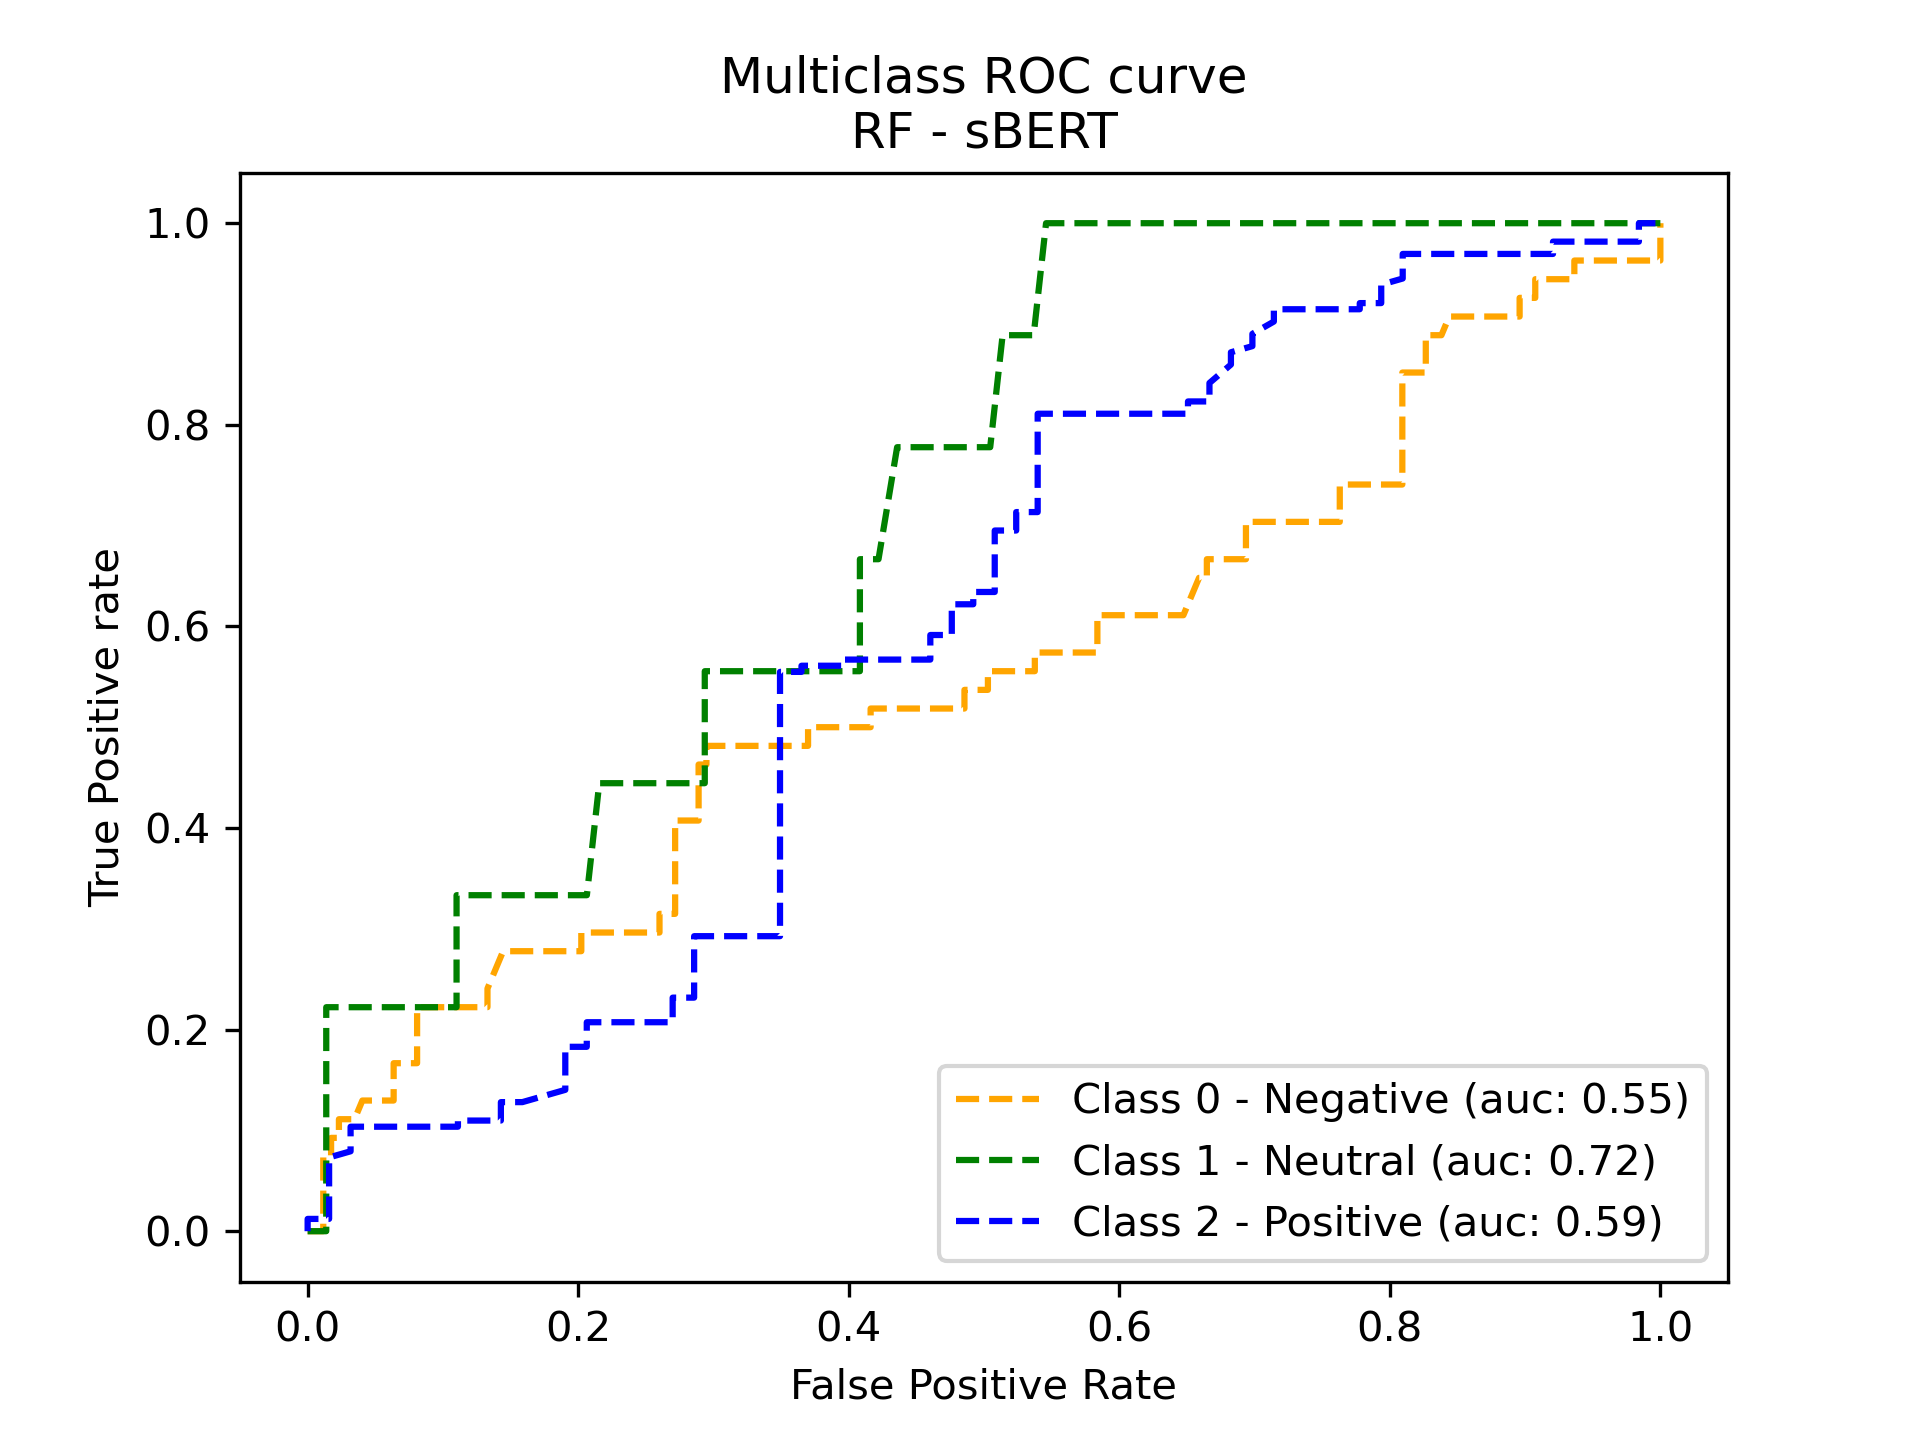 Multiclass ROC curve
RF - sBERT
True Positive rate
1.0
0.8
0.6
0.4
0.2
0.0
Class 0 - Negative (auc: 0.55)
Class 1 - Neutral (auc: 0.72)
Class 2 - Positive (auc: 0.59)
0.0 0.2 0.4 0.6 0.8 1.0
False Positive Rate